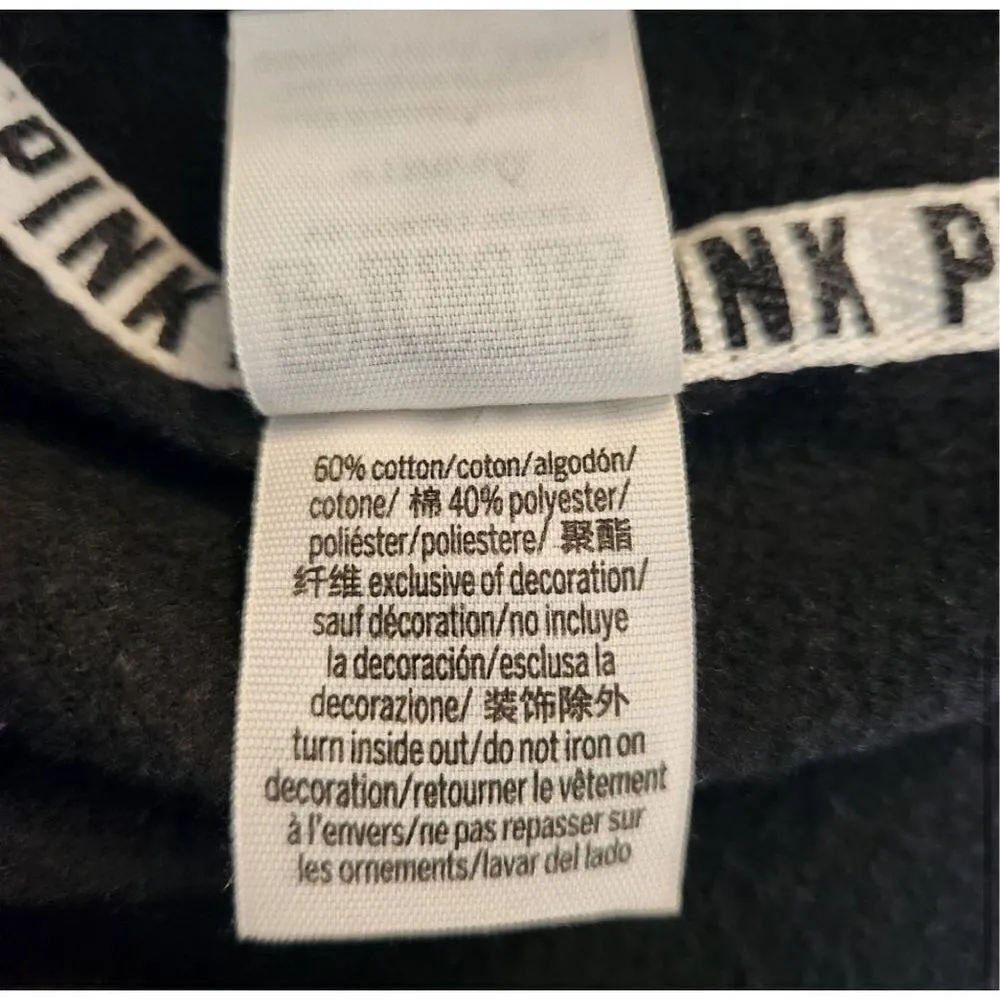 PINK
INK P
60% cotton/coton/algodón/
cotone/ 棉 40% polyester/
poliéster/poliestere/ 聚酯
纤维 exclusive of decoration/
sauf décoration/no incluye
la decoración/esclusa la
decorazione/ 装饰除外
turn inside out/do not iron on
decoration/retourner le vêtement
à l'envers/ne pas repasser sur
les ornements/lavar del lado